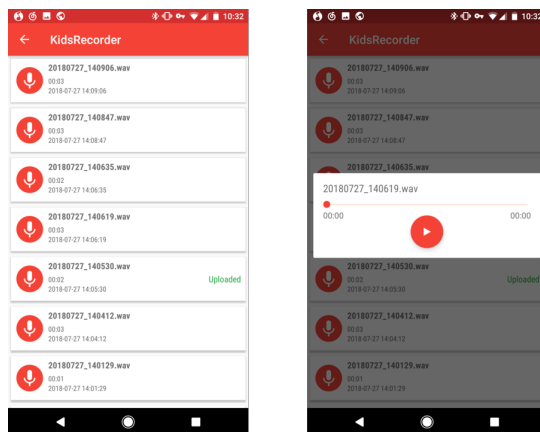 10:32
KidsRecorder
20180727_140906.wav
00:03
2018-07-27 14:09:06
20180727_140847.wav
00:03
2018-07-27 14:08:47
20180727_140635.wav
00:02
2018-07-27 14:06:35
20180727_140619.wav
00:03
2018-07-27 14:06:19
20180727_140530.wav
00:02
Uploaded
2018-07-27 14:05:30
20180727_140412.wav
00:03
2018-07-27 14:04:12
20180727_140129.wav
00:01
2018-07-27 14:01:29
10:32
KidsRecorder
20180727_140906.wav
00:03
2018-07-27 14:09:06
20180727_140847.wav
00:03
2018-07-27 14:08:47
20180727_140635.wav
20180727_140619.wav
00:00 00:00
20180727_140530.wav
00:02
Uploaded
2018-07-27 14:05:30
20180727_140412.wav
00:03
2018-07-27 14:04:12
20180727_140129.wav
00:01
2018-07-27 14:01:29